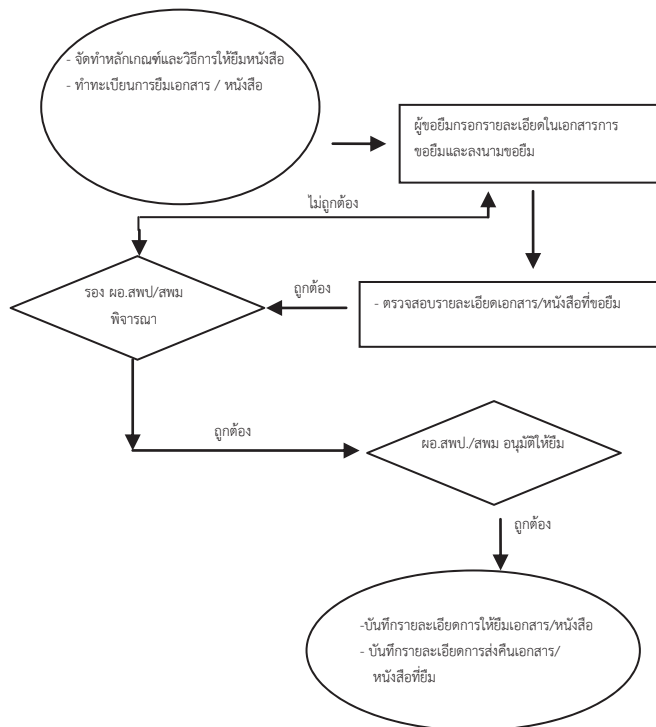 - จัดทำหลักเกณฑ์และวิธีการให้ยืมหนังสือ
- ทำทะเบียนการยืมเอกสาร / หนังสือ
ผู้ขอยืมกรอกรายละเอียดในเอกสารการ
ขอยืมและลงนามขอยืม
ไม่ถูกต้อง
รอง ผอ.สพป/สพม
พิจารณา
ถูกต้อง
- ตรวจสอบรายละเอียดเอกสาร/หนังสือที่ขอยืม
ถูกต้อง
ผอ.สพป./สพม อนุมัติให้ยืม
ถูกต้อง
-บันทึกรายละเอียดการให้ยืมเอกสาร/หนังสือ
- บันทึกรายละเอียดการส่งคืนเอกสาร/
หนังสือที่ยืม